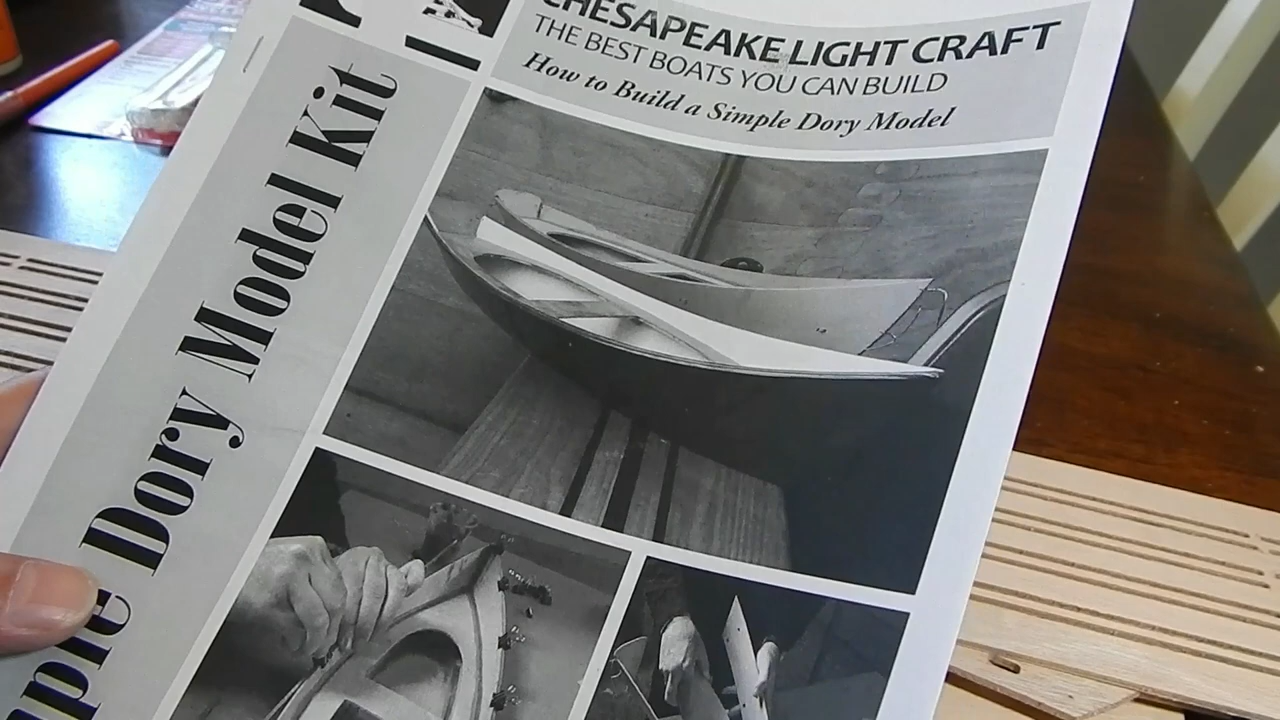 CHESAPEAKE LIGHT CRAFT
THE BEST BOATS YOU CAN BUILD
How to Build a Simple Dory Model
Dory Model Kit